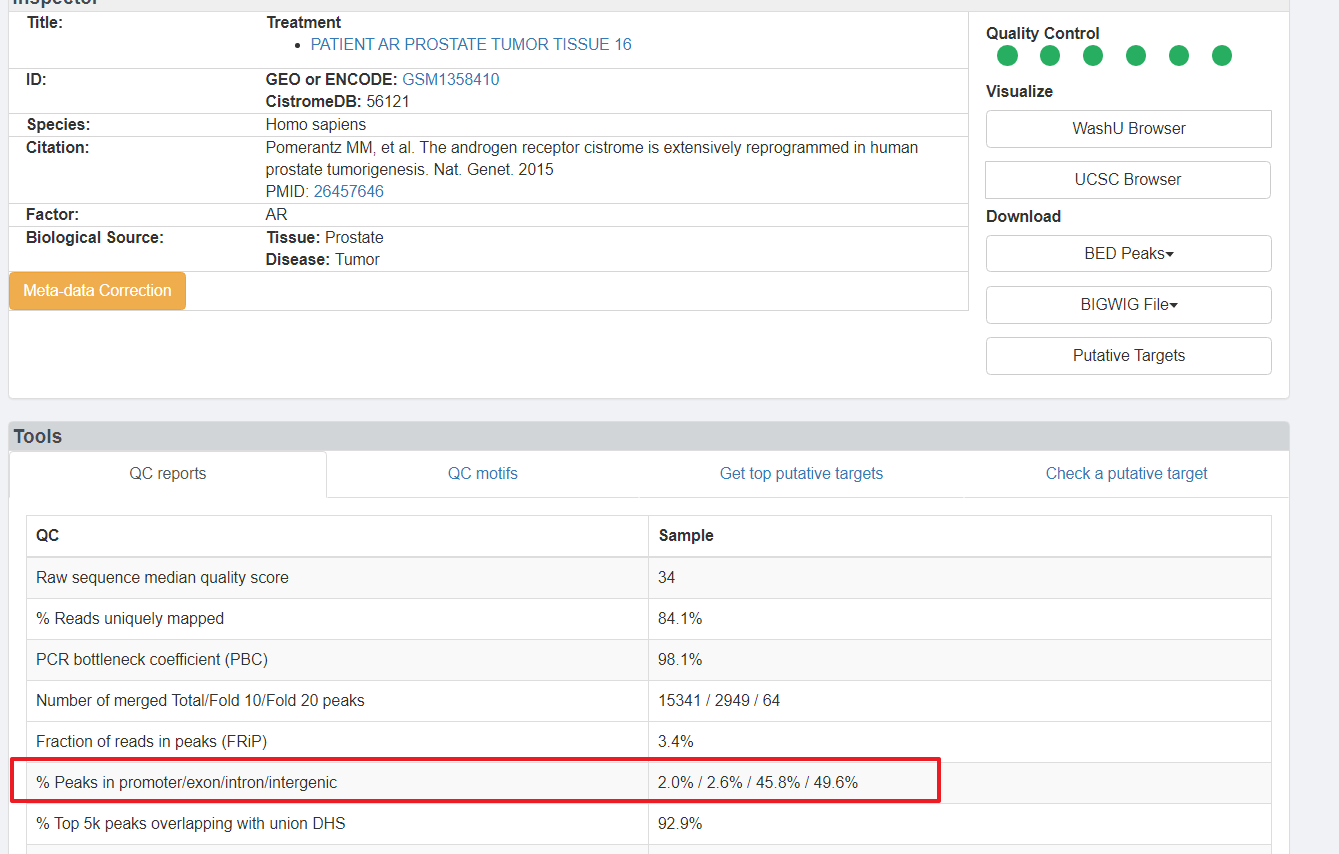 Inspector
Title:
Treatment
• PATIENT AR PROSTATE TUMOR TISSUE 16
ID:
GEO or ENCODE: GSM1358410
CistromeDB: 56121
Species:
Homo sapiens
Citation:
Pomerantz MM, et al. The androgen receptor cistrome is extensively reprogrammed in human
prostate tumorigenesis. Nat. Genet. 2015
PMID: 26457646
Factor:
AR
Biological Source:
Tissue: Prostate
Disease: Tumor
Meta-data Correction
Quality Control
Visualize
WashU Browser
UCSC Browser
Download
BED Peaks
BIGWIG File
Putative Targets
Tools
QC reports
QC motifs
Get top putative targets
Check a putative target
QC Sample
Raw sequence median quality score 34
% Reads uniquely mapped 84.1%
PCR bottleneck coefficient (PBC) 98.1%
Number of merged Total/Fold 10/Fold 20 peaks 15341 / 2949 / 64
Fraction of reads in peaks (FRiP) 3.4%
% Peaks in promoter/exon/intron/intergenic 2.0% / 2.6% / 45.8% / 49.6%
% Top 5k peaks overlapping with union DHS 92.9%